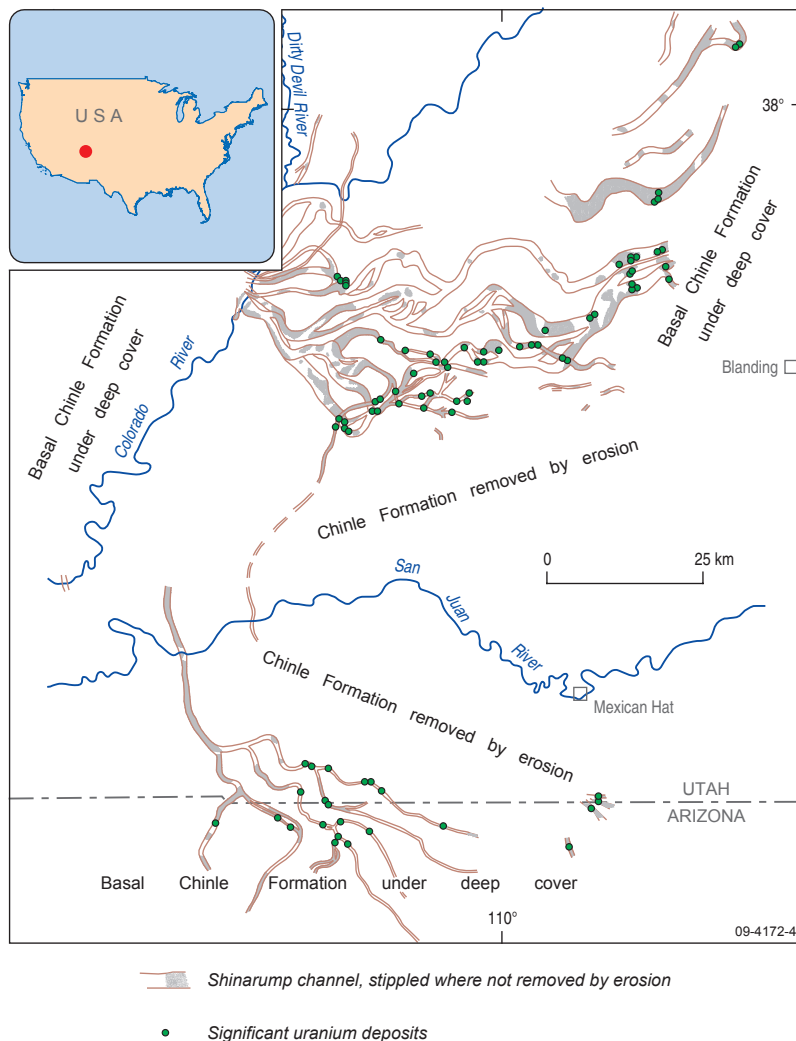 USA
Dirty Devil River
38°
Basal Chinle Formation
under deep cover
Basal Chinle Formation
under deep cover
Colorado River
Blanding
Chinle Formation removed by erosion
0 25 km
San Juan River
Chinle Formation removed by erosion
Mexican Hat
UTAH
ARIZONA
Basal Chinle Formation under deep cover
110°
09-4172-4
Shinarump channel, stippled where not removed by erosion
Significant uranium deposits